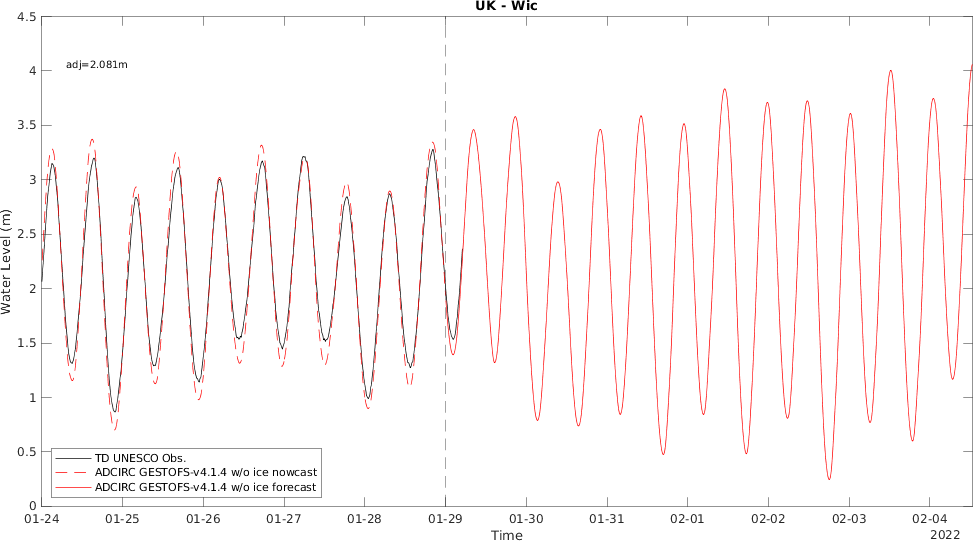 UK - Wic
4.5
4
3.5
3
2.5
2
1.5
1
0.5
0
Water Level (m)
adj=2.081m
TD UNESCO Obs.
ADCIRC GESTOFS-v4.1.4 w/o ice nowcast
ADCIRC GESTOFS-v4.1.4 w/o ice forecast
01-24 01-25 01-26 01-27 01-28 01-29 01-30 01-31 02-01 02-02 02-03 02-04
Time
2022